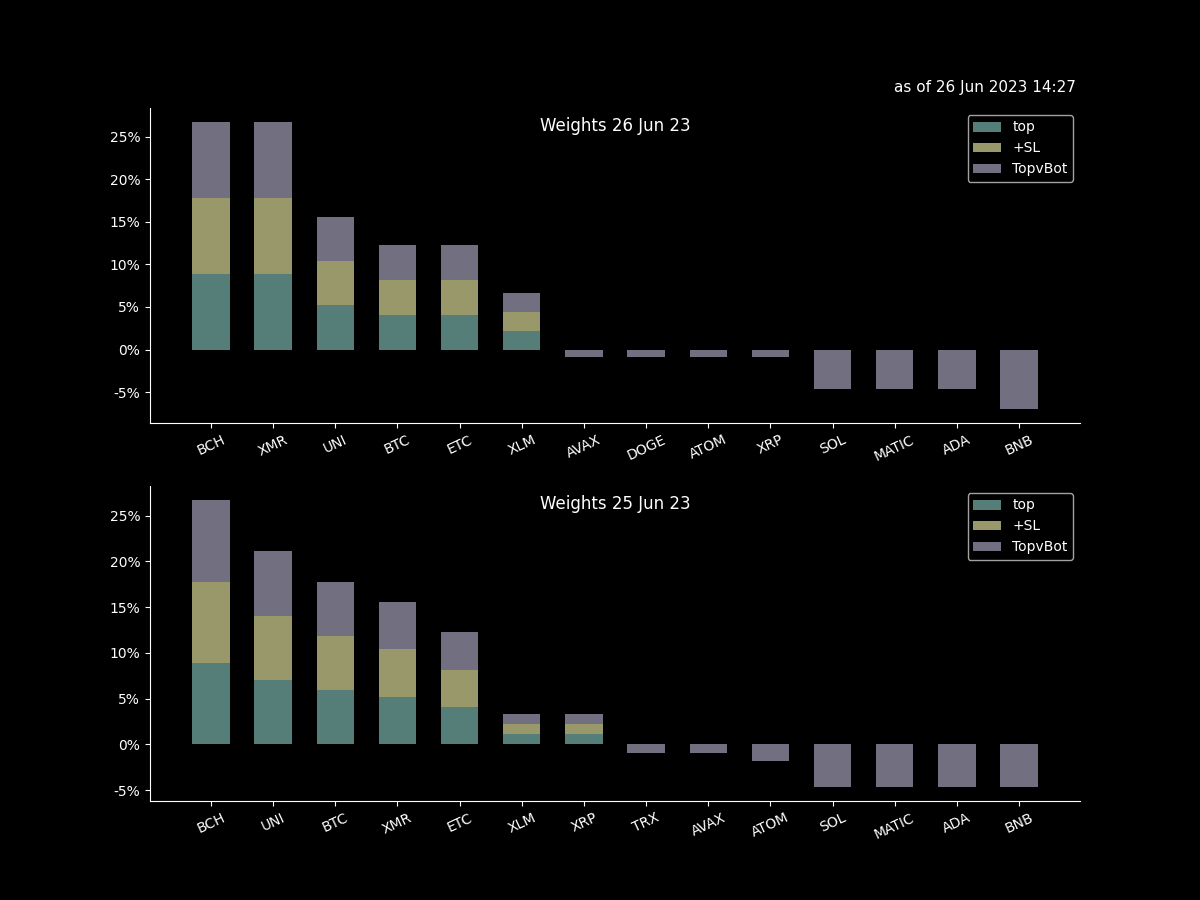 as of 26 Jun 2023 14:27
Weights 26 Jun 23
top
+SL
TopvBot
25%
20%
15%
10%
5%
0%
-5%
BCH XMR UNI BTC ETC XLM AVAX DOGE ATOM XRP SOL MATIC ADA BNB
Weights 25 Jun 23
top
+SL
TopvBot
25%
20%
15%
10%
5%
0%
-5%
BCH UNI BTC XMR ETC XLM XRP TRX AVAX ATOM SOL MATIC ADA BNB